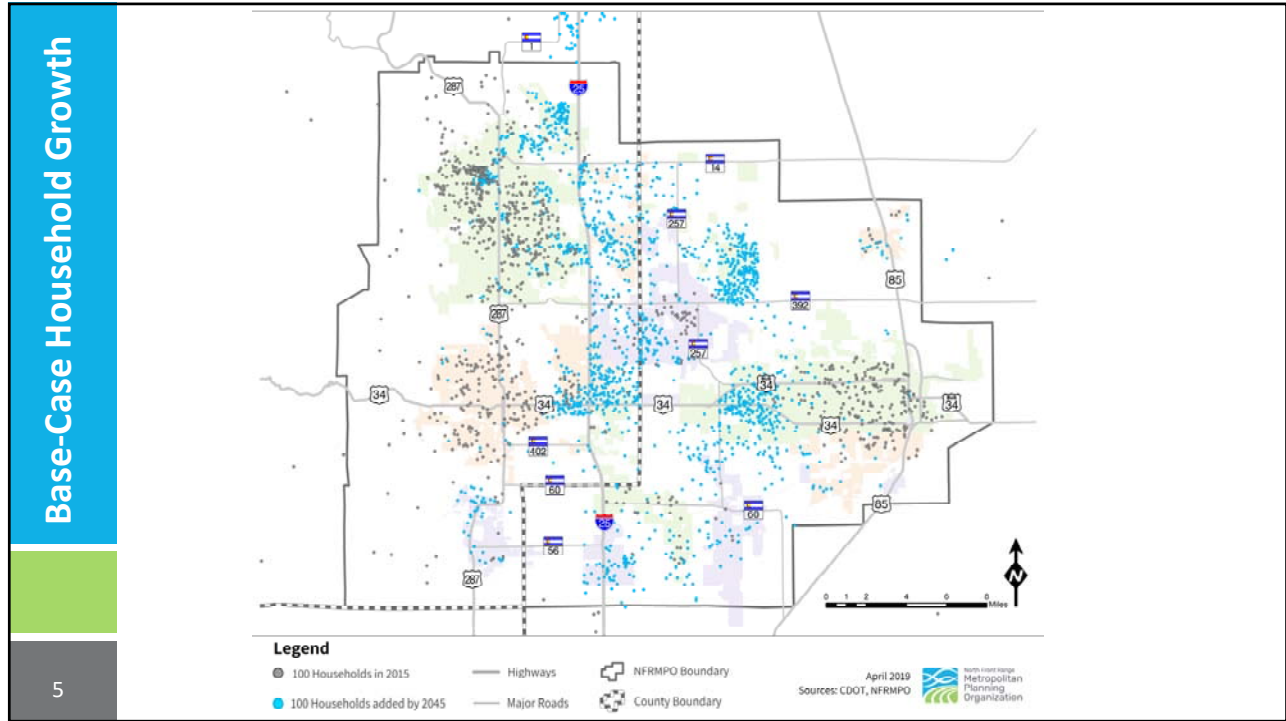 Base-Case Household Growth
5
1
287
25
14
257
85
392
287
257
34
34
34
34
34
34
402
60
60
85
25
56
287
N
0 1 2 4 6 8
Miles
Legend
100 Households in 2015
Highways
NFRMPO Boundary
100 Households added by 2045
Major Roads
County Boundary
April 2019
Sources: CDOT, NFRMPO
North Front Range
Metropolitan
Planning
Organization